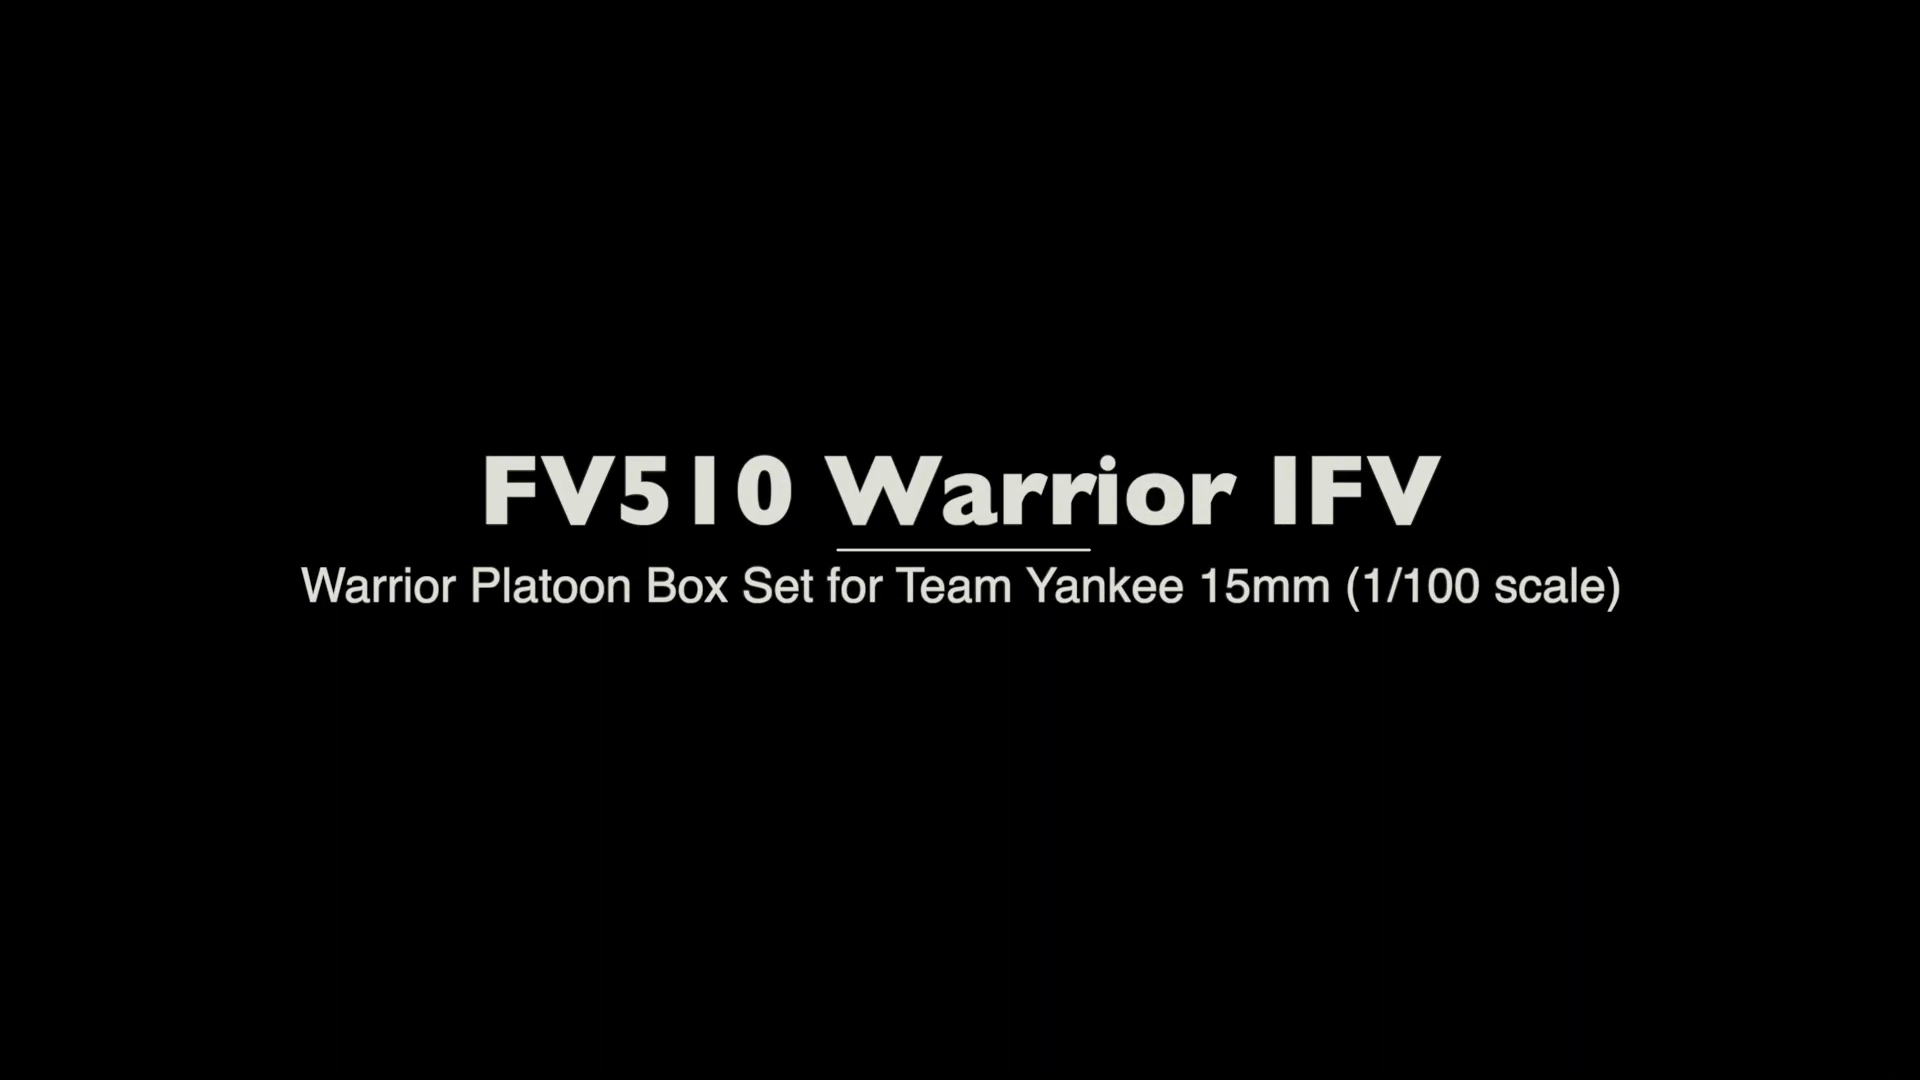 FV510 Warrior IFV
Warrior Platoon Box Set for Team Yankee 15mm (1/100 scale)